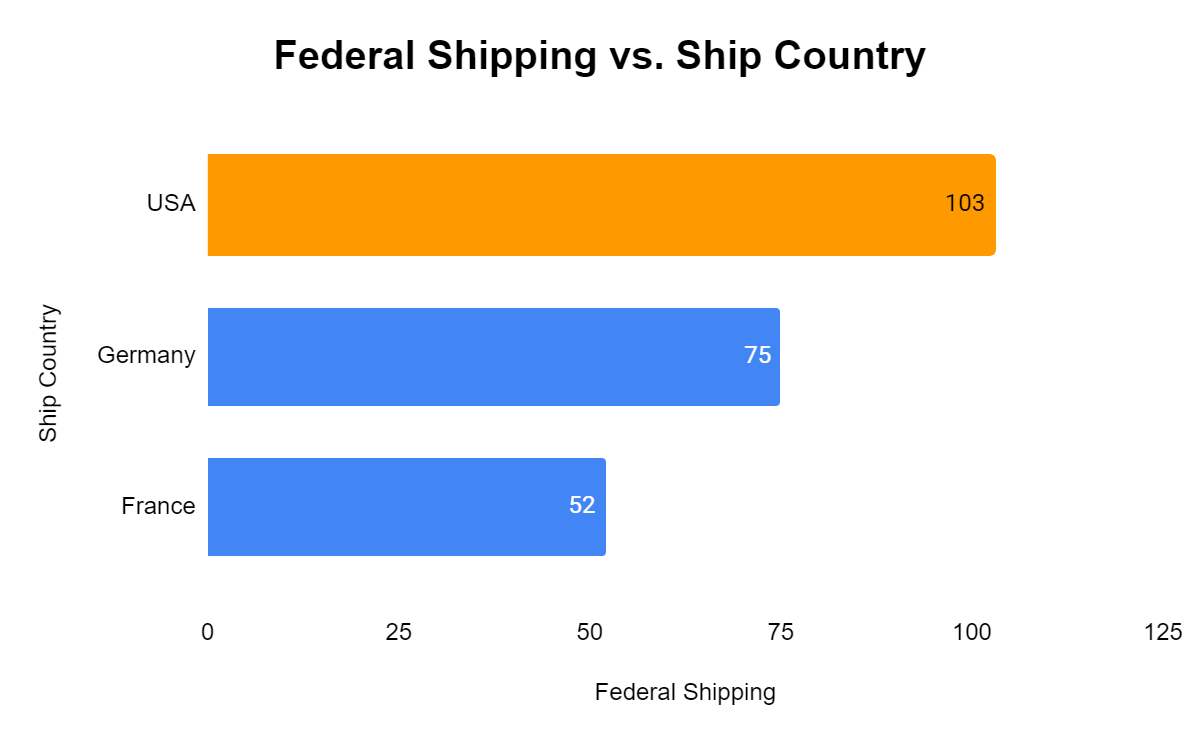 Federal Shipping vs. Ship Country
Ship Country
USA
103
Germany
75
France
52
0 25 50 75 100 125
Federal Shipping